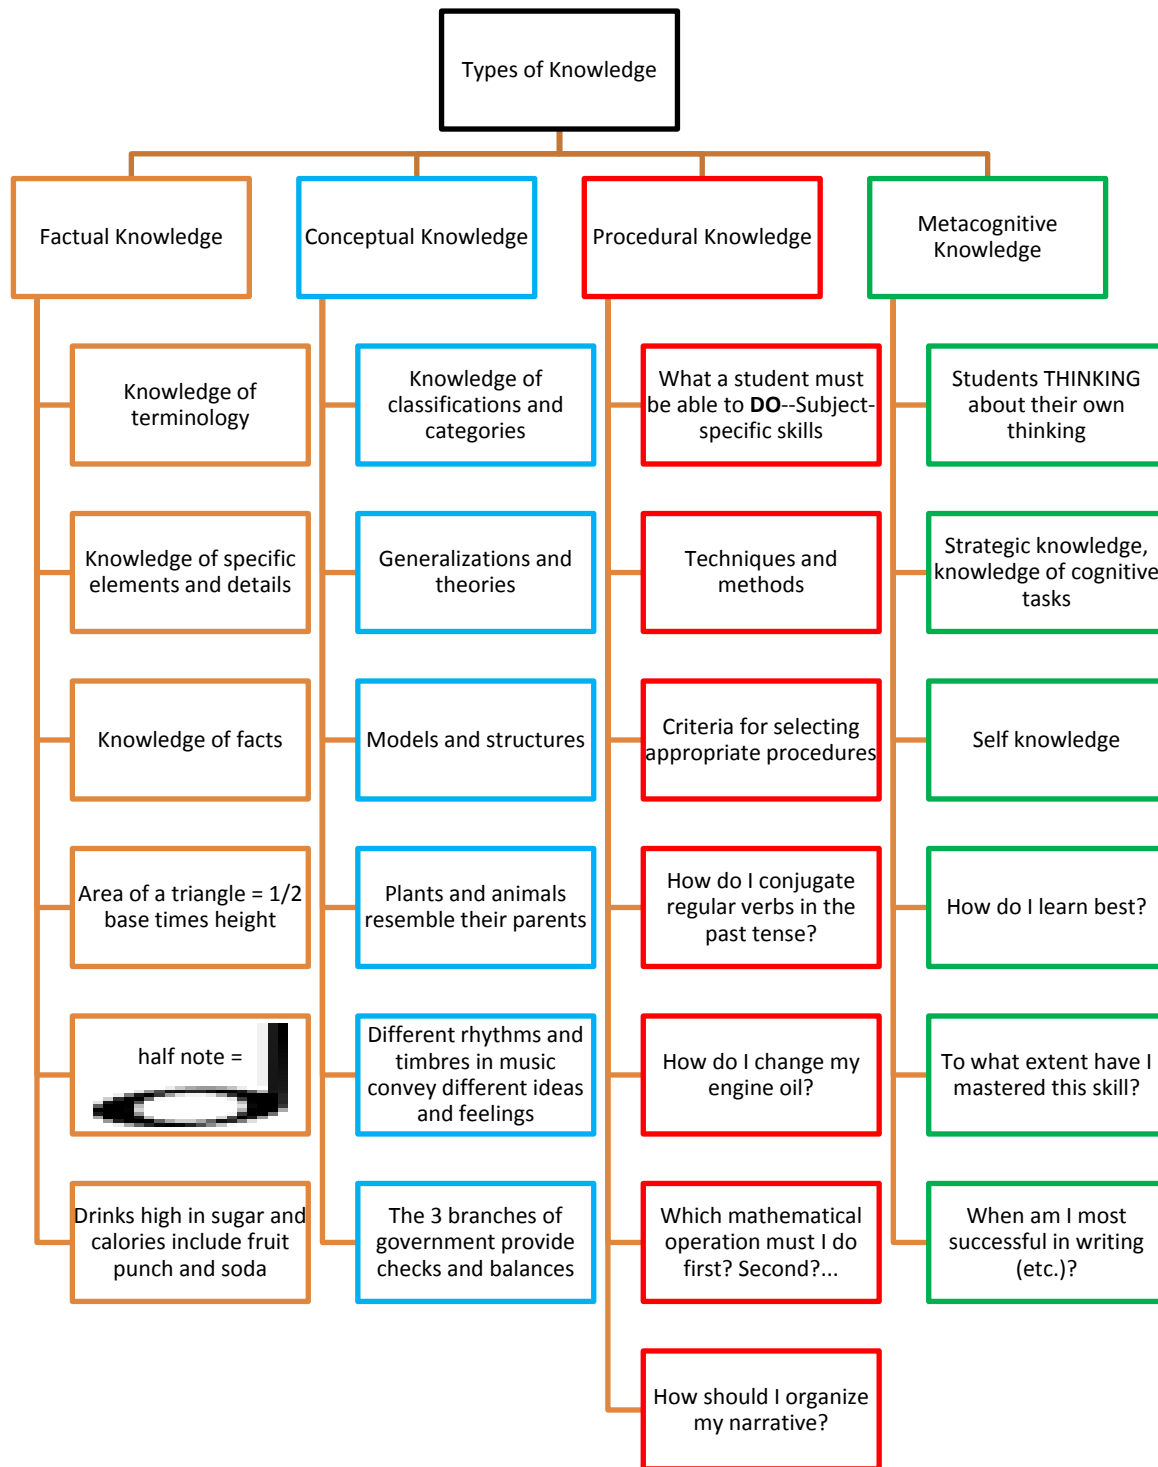 Types of Knowledge
Factual Knowledge
Knowledge of
terminology
Knowledge of specific
elements and details
Knowledge of facts
Area of a triangle = 1/2
base times height
half note =
Drinks high in sugar and
calories include fruit
punch and soda
Conceptual Knowledge
Knowledge of
classifications and
categories
Generalizations and
theories
Models and structures
Plants and animals
resemble their parents
Different rhythms and
timbres in music
convey different ideas
and feelings
The 3 branches of
government provide
checks and balances
Procedural Knowledge
What a student must
be able to DO--Subject-
specific skills
Techniques and
methods
Criteria for selecting
appropriate procedures
How do I conjugate
regular verbs in the
past tense?
How do I change my
engine oil?
Which mathematical
operation must I do
first? Second?...
How should I organize
my narrative?
Metacognitive
Knowledge
Students THINKING
about their own
thinking
Strategic knowledge,
knowledge of cognitive
tasks
Self knowledge
How do I learn best?
To what extent have I
mastered this skill?
When am I most
successful in writing
(etc.)?